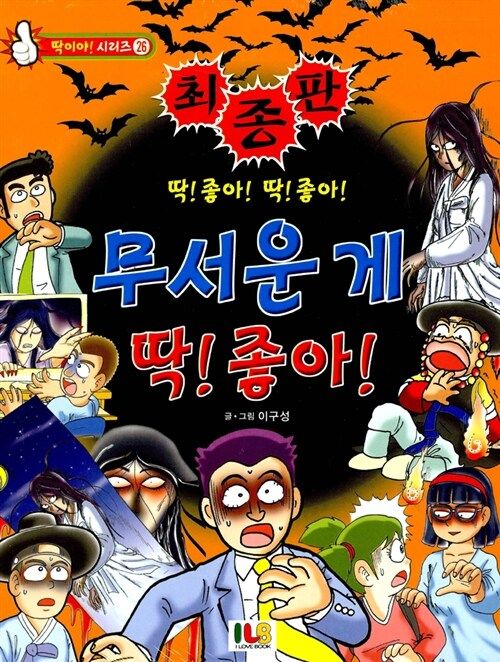 딱이야! 시리즈 26
최종판
딱! 좋아! 딱! 좋아!
무서운 게
딱! 좋아!
글·그림 이구성
ILB
I LOVE BOOK